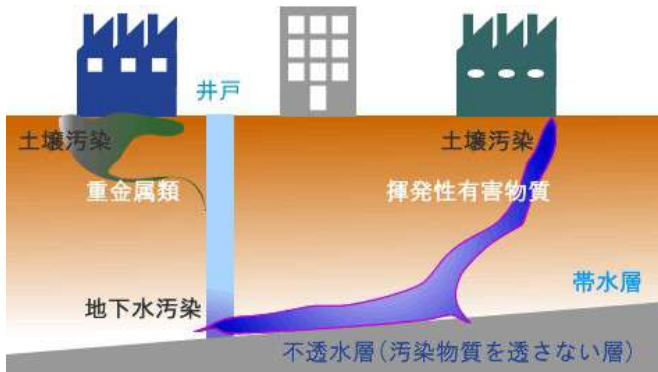 井戸
土壌汚染
土壌汚染
重金属類
揮発性有害物質
帯水層
地下水汚染
不透水層(汚染物質を透さない層)